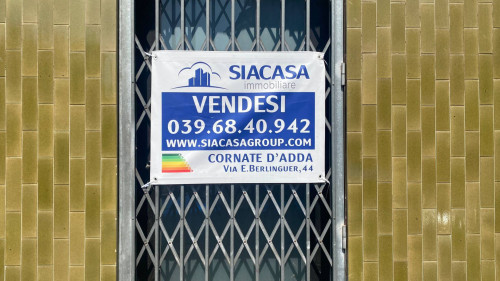 SIACASA
immobiliare
VENDESI
039.68.40.942
WWW.SIACASAGROUP.COM
CORNATE D'ADDA
VIA E.BERLINGUER, 44